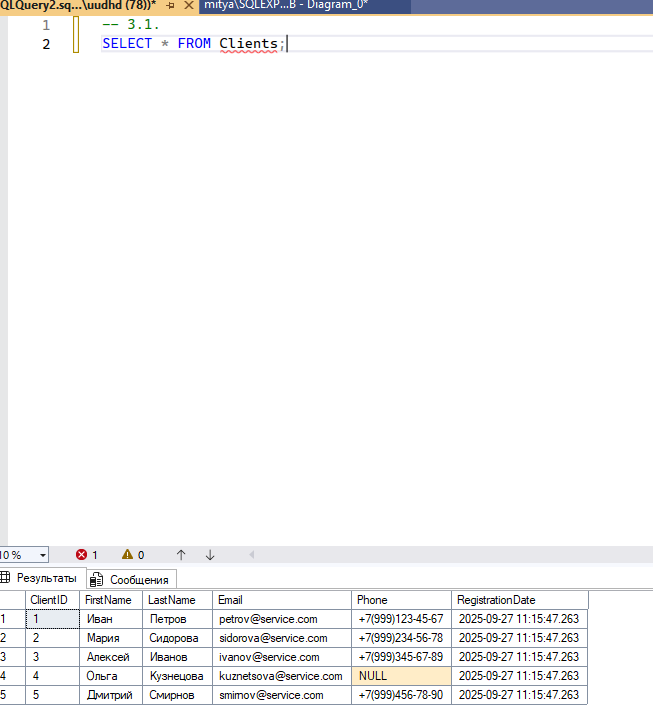 QLQuery2.sq...\uudhd (78))* mitya\SQLEXP...B - Diagram_0*
1 -- 3.1.
2 SELECT * FROM Clients;
10 % 1 0
Результаты Сообщения
ClientID FirstName LastName Email Phone RegistrationDate
1 1 Иван Петров petrov@service.com +7(999)123-45-67 2025-09-27 11:15:47.263
2 2 Мария Сидорова sidorova@service.com +7(999)234-56-78 2025-09-27 11:15:47.263
3 3 Алексей Иванов ivanov@service.com +7(999)345-67-89 2025-09-27 11:15:47.263
4 4 Ольга Кузнецова kuznetsova@service.com NULL 2025-09-27 11:15:47.263
5 5 Дмитрий Смирнов smirnov@service.com +7(999)456-78-90 2025-09-27 11:15:47.263